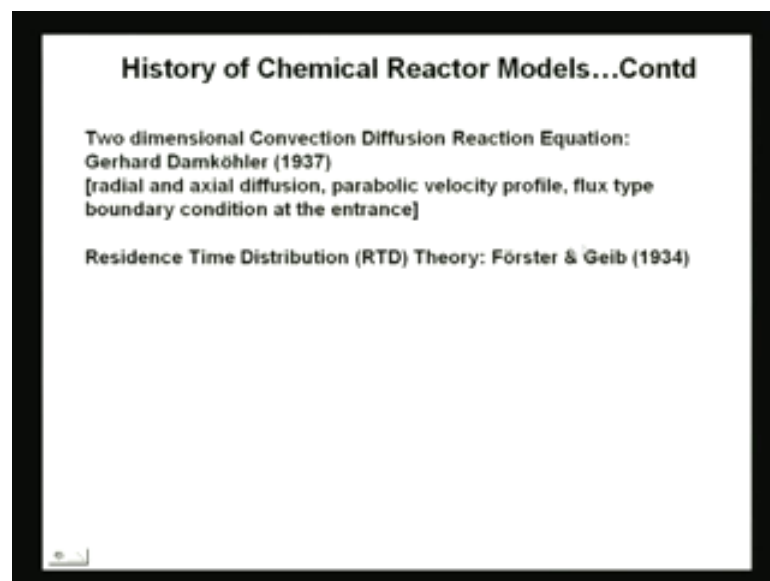 History of Chemical Reactor Models...Contd
Two dimensional Convection Diffusion Reaction Equation:
Gerhard Damköhler (1937)
[radial and axial diffusion, parabolic velocity profile, flux type
boundary condition at the entrance]
Residence Time Distribution (RTD) Theory: Förster & Geib (1934)